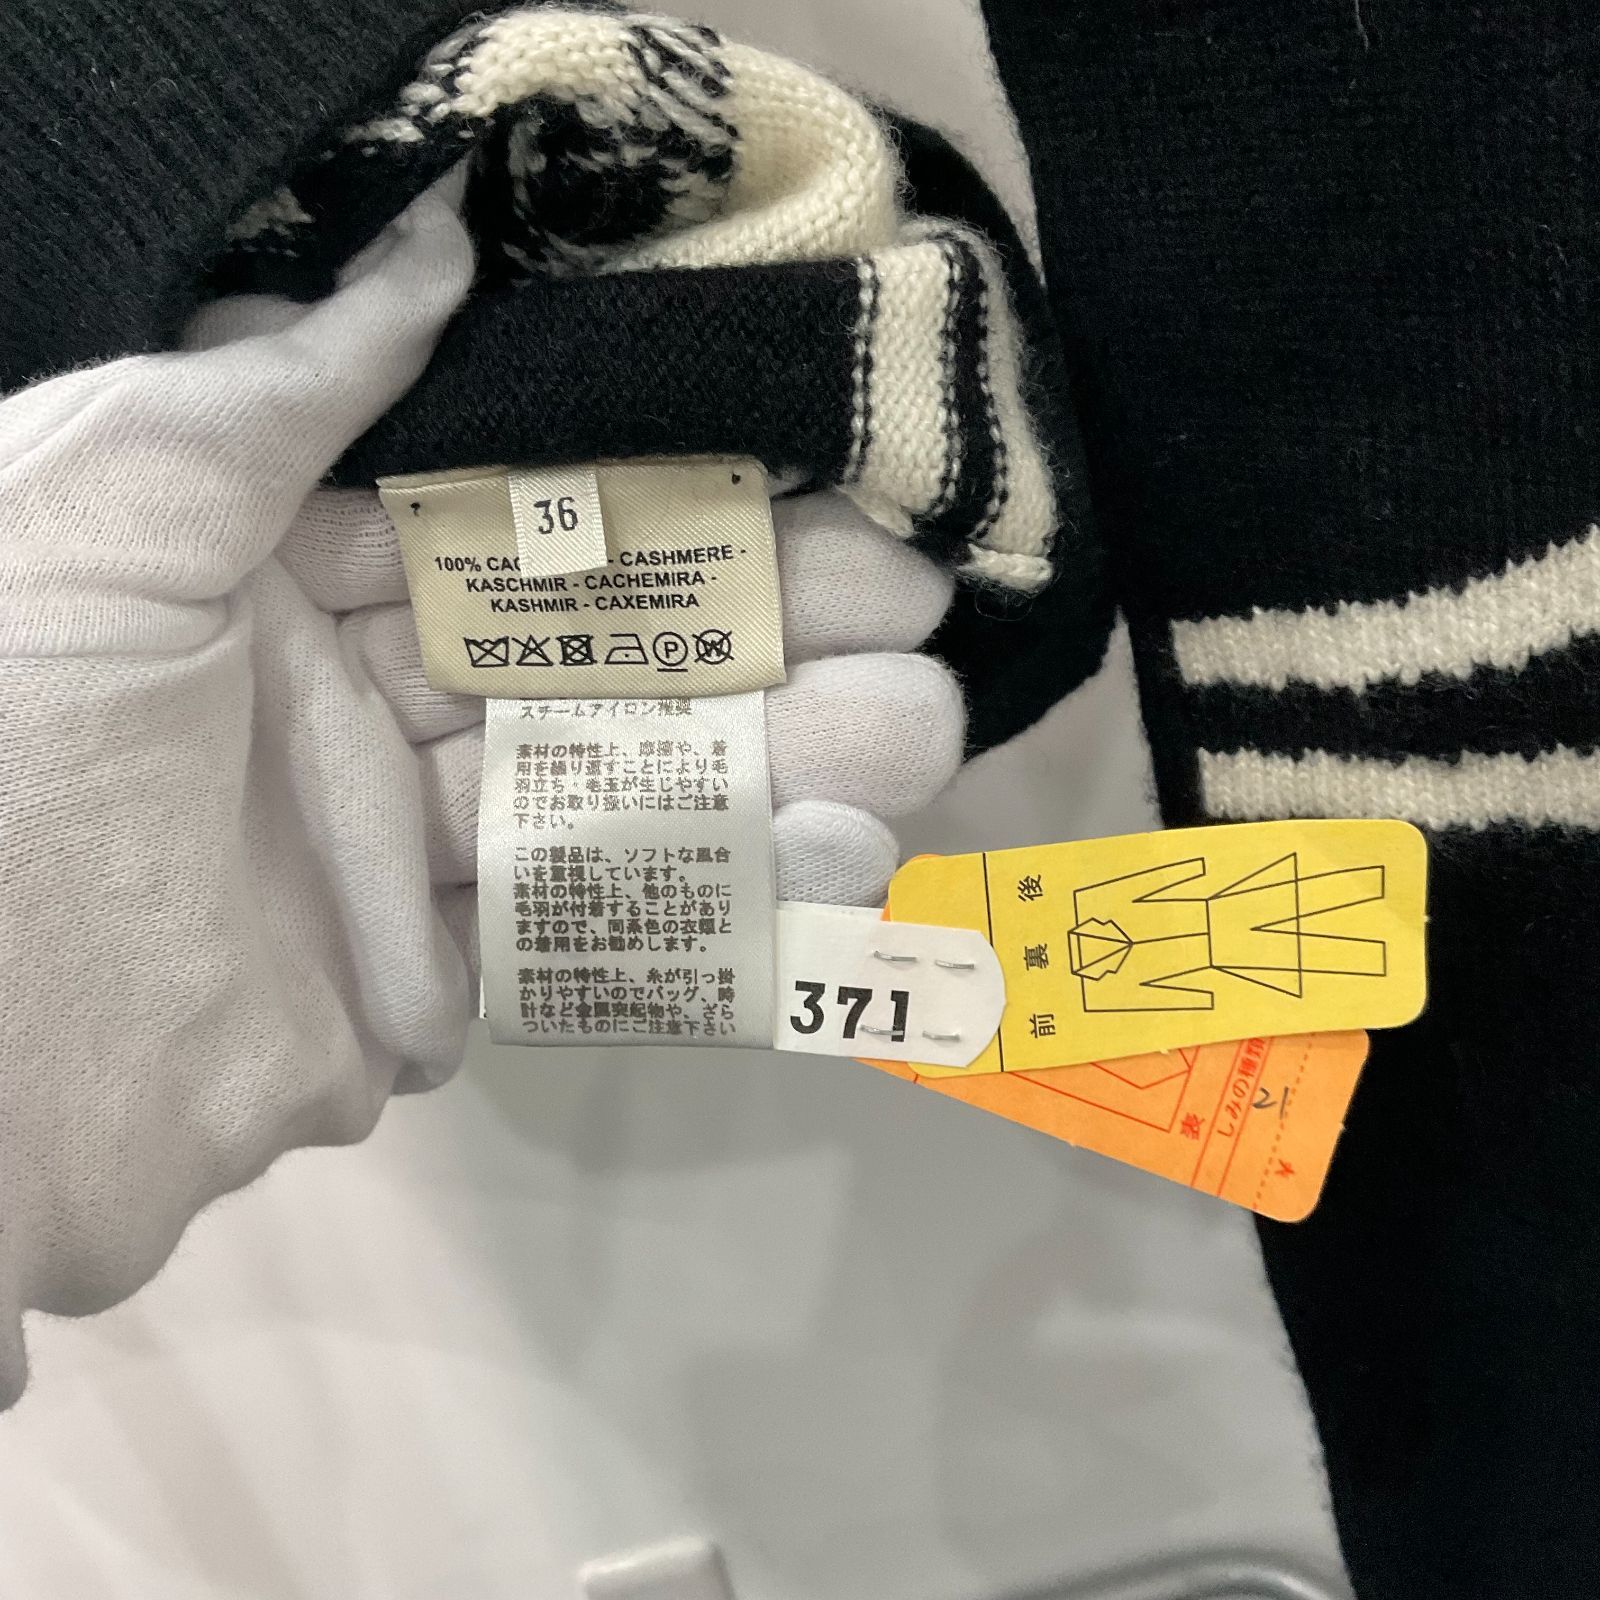 36
100% CAC - CASHMERE -
KASCHMIR - CACHEMIRA -
KASHMIR - CAXEMIRA
P W
スチームアイロン推奨
素材の特性上、摩擦や、着
用を繰り返すことにより毛
羽立ち・毛玉が生じやすい
のでお取り扱いにはご注意
下さい。
この製品は、ソフトな風合
いを重視しています。
素材の特性上、他のものに
毛羽が付着することがあり
ますので、同系色の衣類と
の着用をお勧めします。
素材の特性上、糸が引っ掛
かりやすいのでバッグ、時
計など金属突起物や、ざら
ついたものにご注意下さい
371
後
裏
前
表
しみの種類
21
大